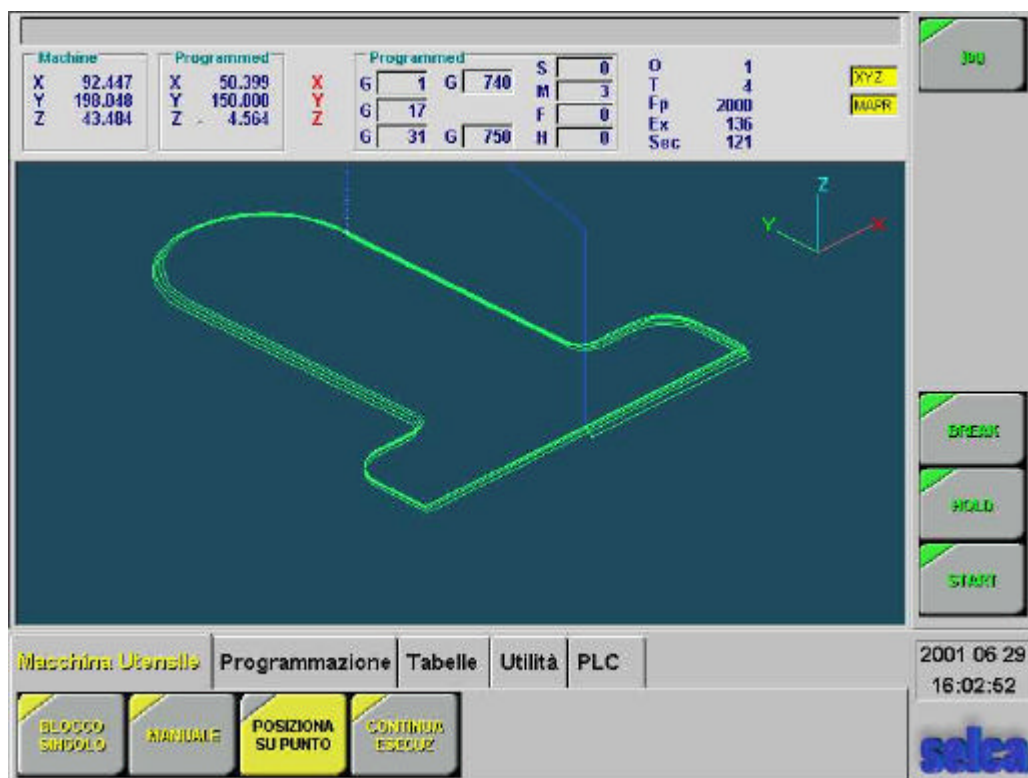 Machine
X 92.447
Y 198.048
Z 43.484
Programmed
X 50.399
Y 150.000
Z - 4.564
X
Y
Z
Programmed
G 1 G 740
G 17
G 31 G 750
S 0
M 3
F 0
H 0
O 1
T 4
Fp 2000
Ex 136
Sec 121
XYZ
MAPR
JOG
Z
Y
X
BREAK
HOLD
START
Macchina Utensile
Programmazione
Tabelle
Utilità
PLC
2001 06 29
16:02:52
BLOCCO
SINGOLO
MANUALE
POSIZIONA
SU PUNTO
CONTINUA
ESECUZ
selca